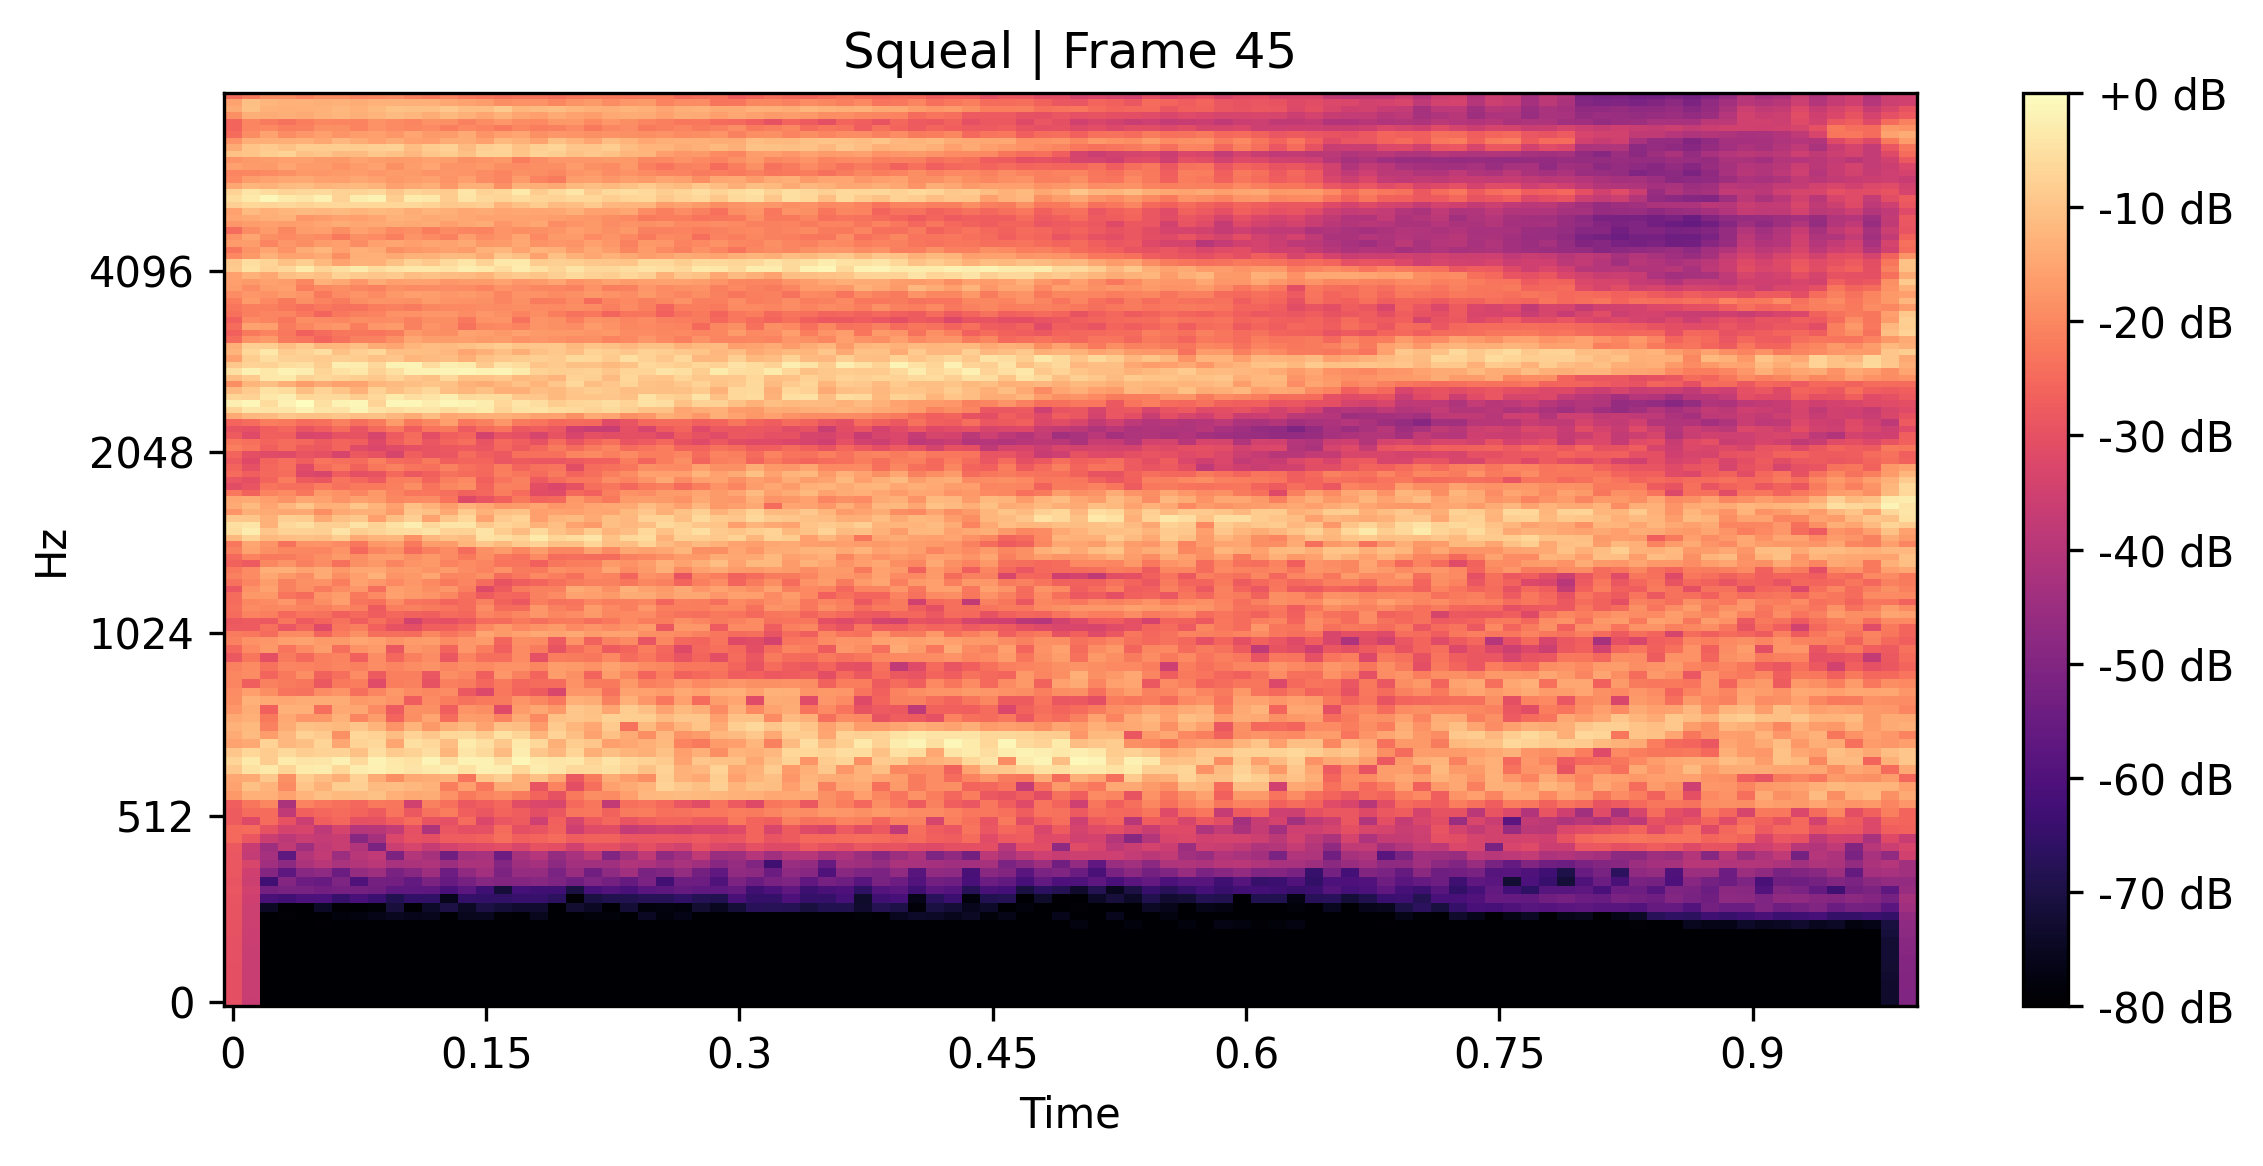 Squeal | Frame 45
+0 dB
-10 dB
-20 dB
-30 dB
-40 dB
-50 dB
-60 dB
-70 dB
-80 dB
Hz
4096
2048
1024
512
0
0 0.15 0.3 0.45 0.6 0.75 0.9
Time